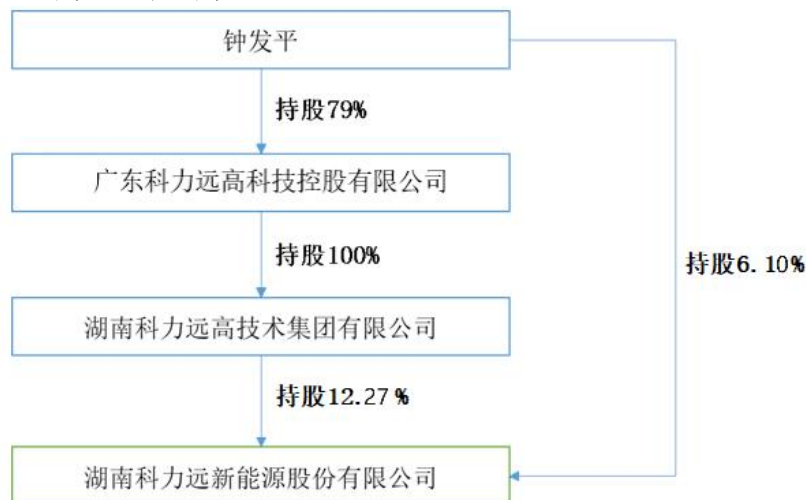 钟发平
持股79%
广东科力远高科技控股有限公司
持股100%
持股6.10%
湖南科力远高技术集团有限公司
持股12.27%
湖南科力远新能源股份有限公司